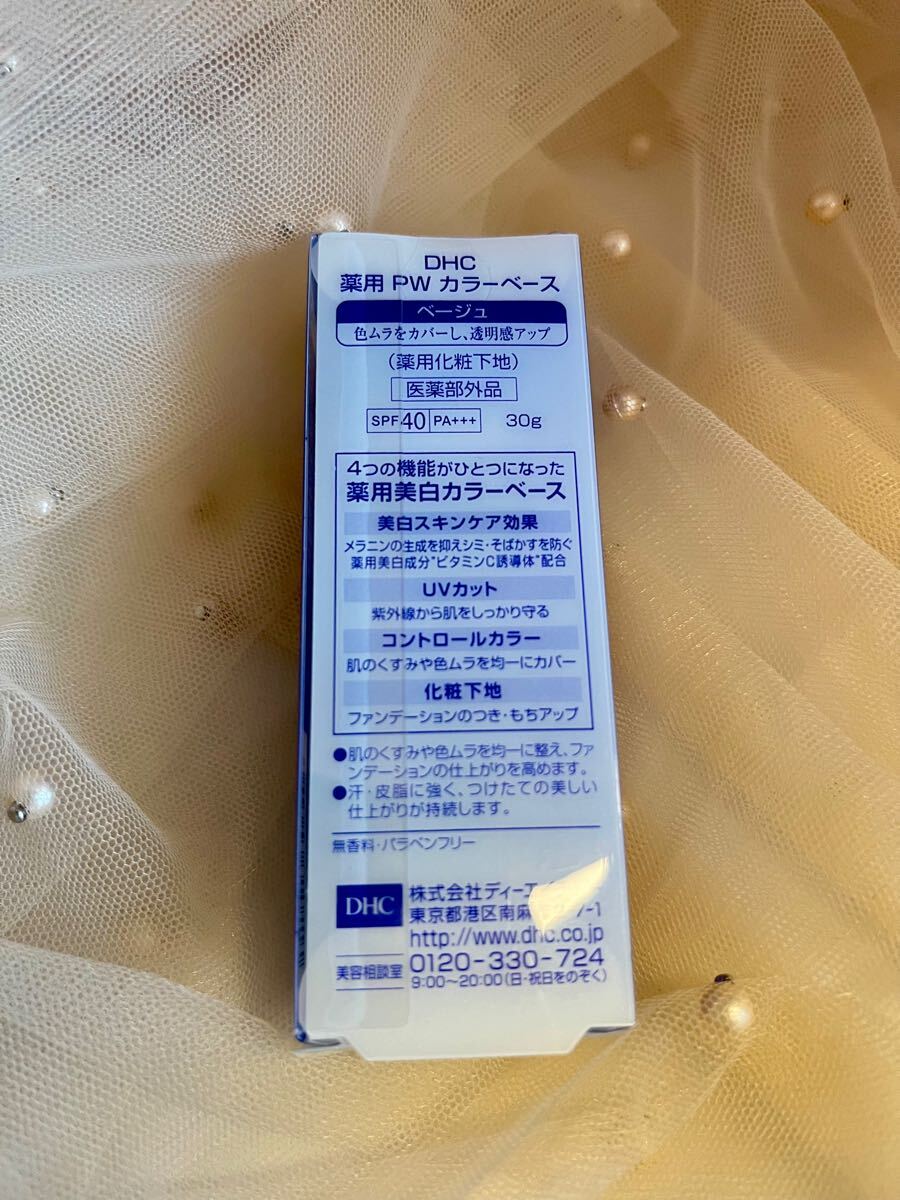 DHC
薬用 PW カラーベース
ベージュ
色ムラをカバーし、透明感アップ
(薬用化粧下地)
医薬部外品
SPF40 PA+++ 30g
4つの機能がひとつになった
薬用美白カラーベース
美白スキンケア効果
メラニンの生成を抑えシミ・そばかすを防ぐ
薬用美白成分"ビタミンC誘導体"配合
UVカット
紫外線から肌をしっかり守る
コントロールカラー
肌のくすみや色ムラを均一にカバー
化粧下地
ファンデーションのつき・もちアップ
●肌のくすみや色ムラを均一に整え、ファ
ンデーションの仕上がりを高めます。
●汗・皮脂に強く、つけたての美しい
仕上がりが持続します。
無香料・パラベンフリー
DHC
株式会社ディーエ
東京都港区南麻 7-1
http://www.dhc.co.jp
美容相談室 0120-330-724
9:00〜20:00(日・祝日をのぞく)